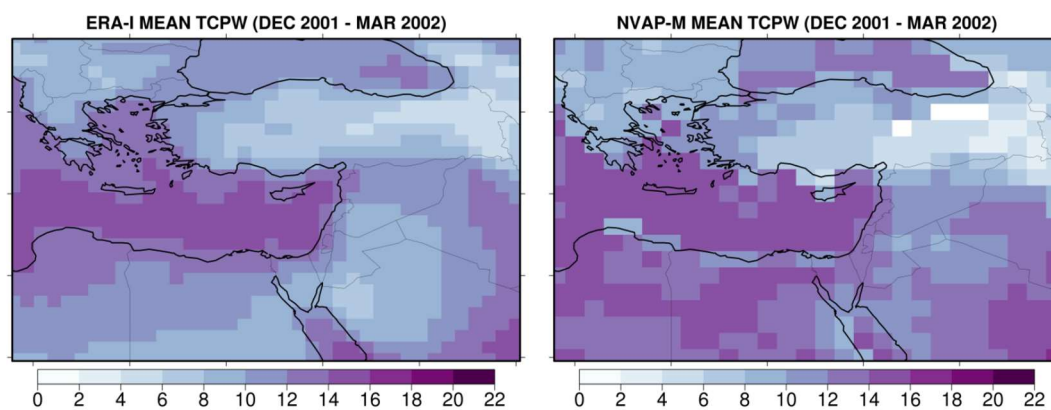 ERA-I MEAN TCPW (DEC 2001 - MAR 2002)
0 2 4 6 8 10 12 14 16 18 20 22
NVAP-M MEAN TCPW (DEC 2001 - MAR 2002)
0 2 4 6 8 10 12 14 16 18 20 22